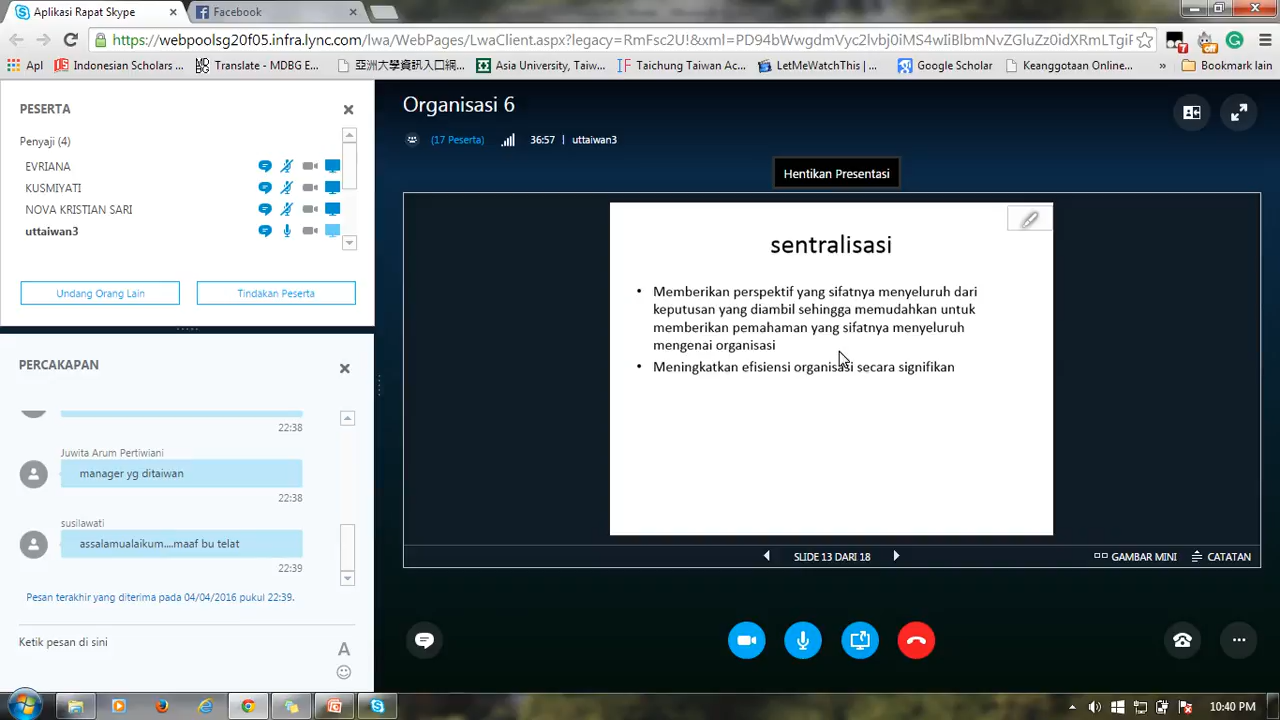 Aplikasi Rapat Skype
Facebook
https://webpoolsg20f05.infra.lync.com/lwa/WebPages/LwaClient.aspx?legacy=RmFsc2U!&xml=PD94bWwgdmVyc2lvbj0iMS4wIiBlbmNvZGluZz0idXRmLTgiP
Apl
Indonesian Scholars ...
Translate - MDBG E...
亞洲大學資訊入口網...
Asia University, Taiw...
Taichung Taiwan Ac...
LetMeWatchThis | ...
Google Scholar
Keanggotaan Online...
»
Bookmark lain
PESERTA
Penyaji (4)
EVRIANA
KUSMIYATI
NOVA KRISTIAN SARI
uttaiwan3
Undang Orang Lain
Tindakan Peserta
PERCAKAPAN
22:38
Juwita Arum Pertiwiani
manager yg ditaiwan
22:38
susilawati
assalamualaikum....maaf bu telat
22:39
Pesan terakhir yang diterima pada 04/04/2016 pukul 22:39.
Ketik pesan di sini
A
Organisasi 6
(17 Peserta)
36:57 | uttaiwan3
Hentikan Presentasi
sentralisasi
• Memberikan perspektif yang sifatnya menyeluruh dari
keputusan yang diambil sehingga memudahkan untuk
memberikan pemahaman yang sifatnya menyeluruh
mengenai organisasi
• Meningkatkan efisiensi organisasi secara signifikan
SLIDE 13 DARI 18
GAMBAR MINI
CATATAN
10:40 PM